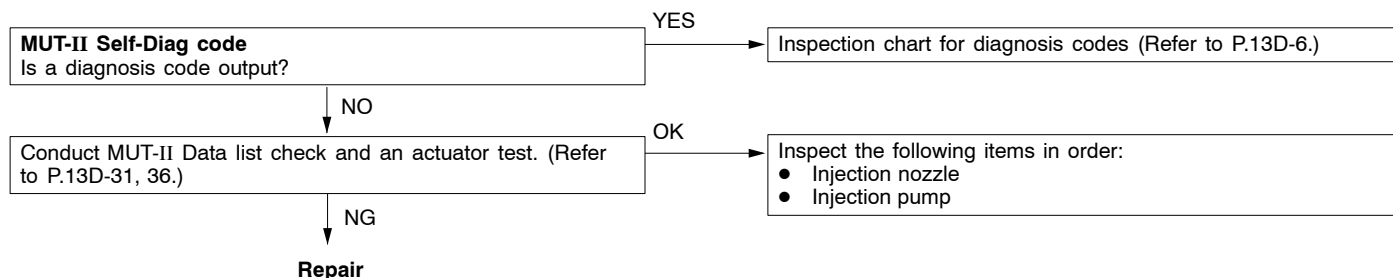 YES
MUT-II Self-Diag code
Is a diagnosis code output?
Inspection chart for diagnosis codes (Refer to P.13D-6.)
NO
OK
Conduct MUT-II Data list check and an actuator test. (Refer
to P.13D-31, 36.)
Inspect the following items in order:
● Injection nozzle
● Injection pump
NG
Repair